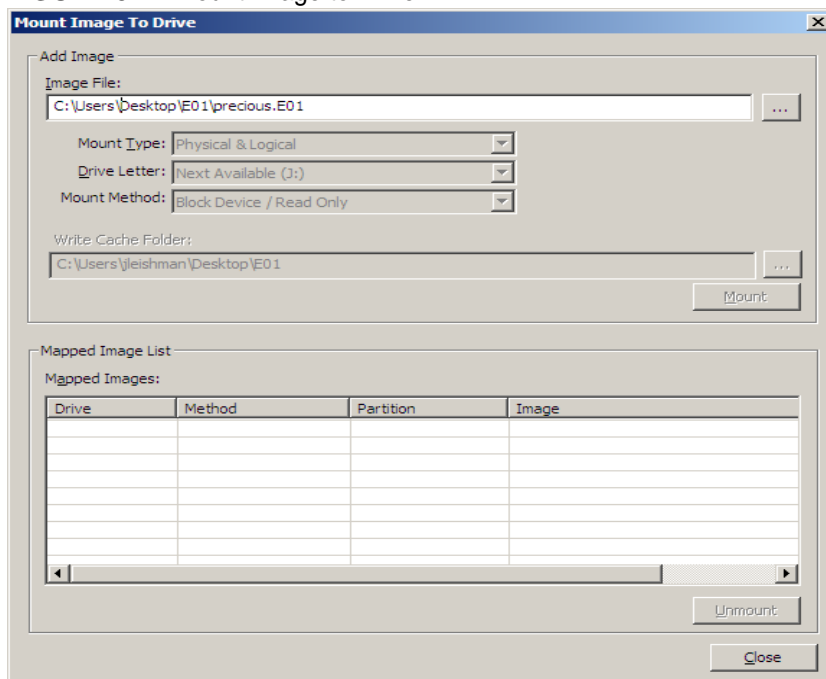 Mount Image To Drive
Add Image
Image File:
C:\Users\Desktop\E01\precious.E01
...
Mount Type: Physical & Logical
Drive Letter: Next Available (J:)
Mount Method: Block Device / Read Only
Write Cache Folder:
C:\Users\jleishman\Desktop\E01
...
Mount
Mapped Image List
Mapped Images:
Drive Method Partition Image
Unmount
Close